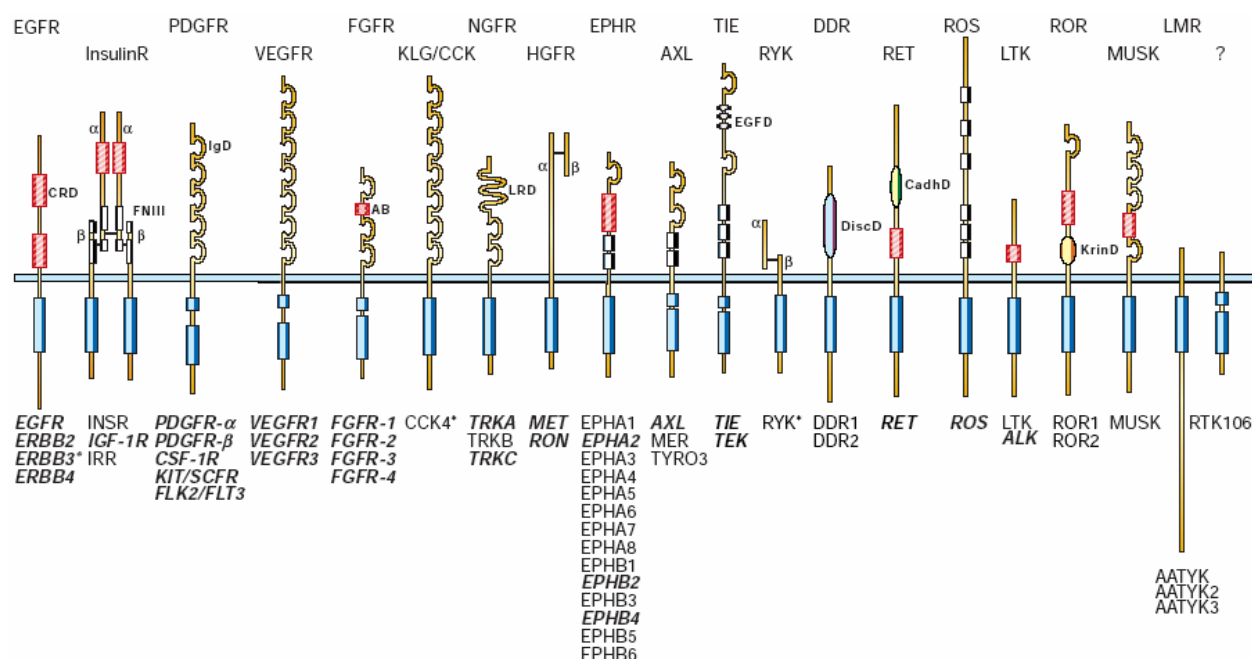 EGFR PDGFR FGFR NGFR EPHR TIE DDR ROS ROR LMR
InsulinR VEGFR KLG/CCK HGFR AXL RYK RET LTK MUSK ?
α α
IgD
EGFD
α β
CRD
LRD
CadhD
FNIII
AB
DiscD
β β
α
β
KrinD
EGFR INSR PDGFR-α VEGFR1 FGFR-1 CCK4* TRKA MET EPHA1 AXL TIE RYK* DDR1 RET ROS LTK ROR1 MUSK RTK106
ERBB2 IGF-1R PDGFR-β VEGFR2 FGFR-2 TRKB RON EPHA2 MER TEK DDR2 ALK ROR2
ERBB3* IRR CSF-1R VEGFR3 FGFR-3 TRKC EPHA3 TYRO3
ERBB4 KIT/SCFR FGFR-4 EPHA4
FLK2/FLT3 EPHA5
EPHA6
EPHA7
EPHA8
EPHB1
EPHB2
EPHB3
EPHB4
EPHB5
EPHB6
AATYK
AATYK2
AATYK3